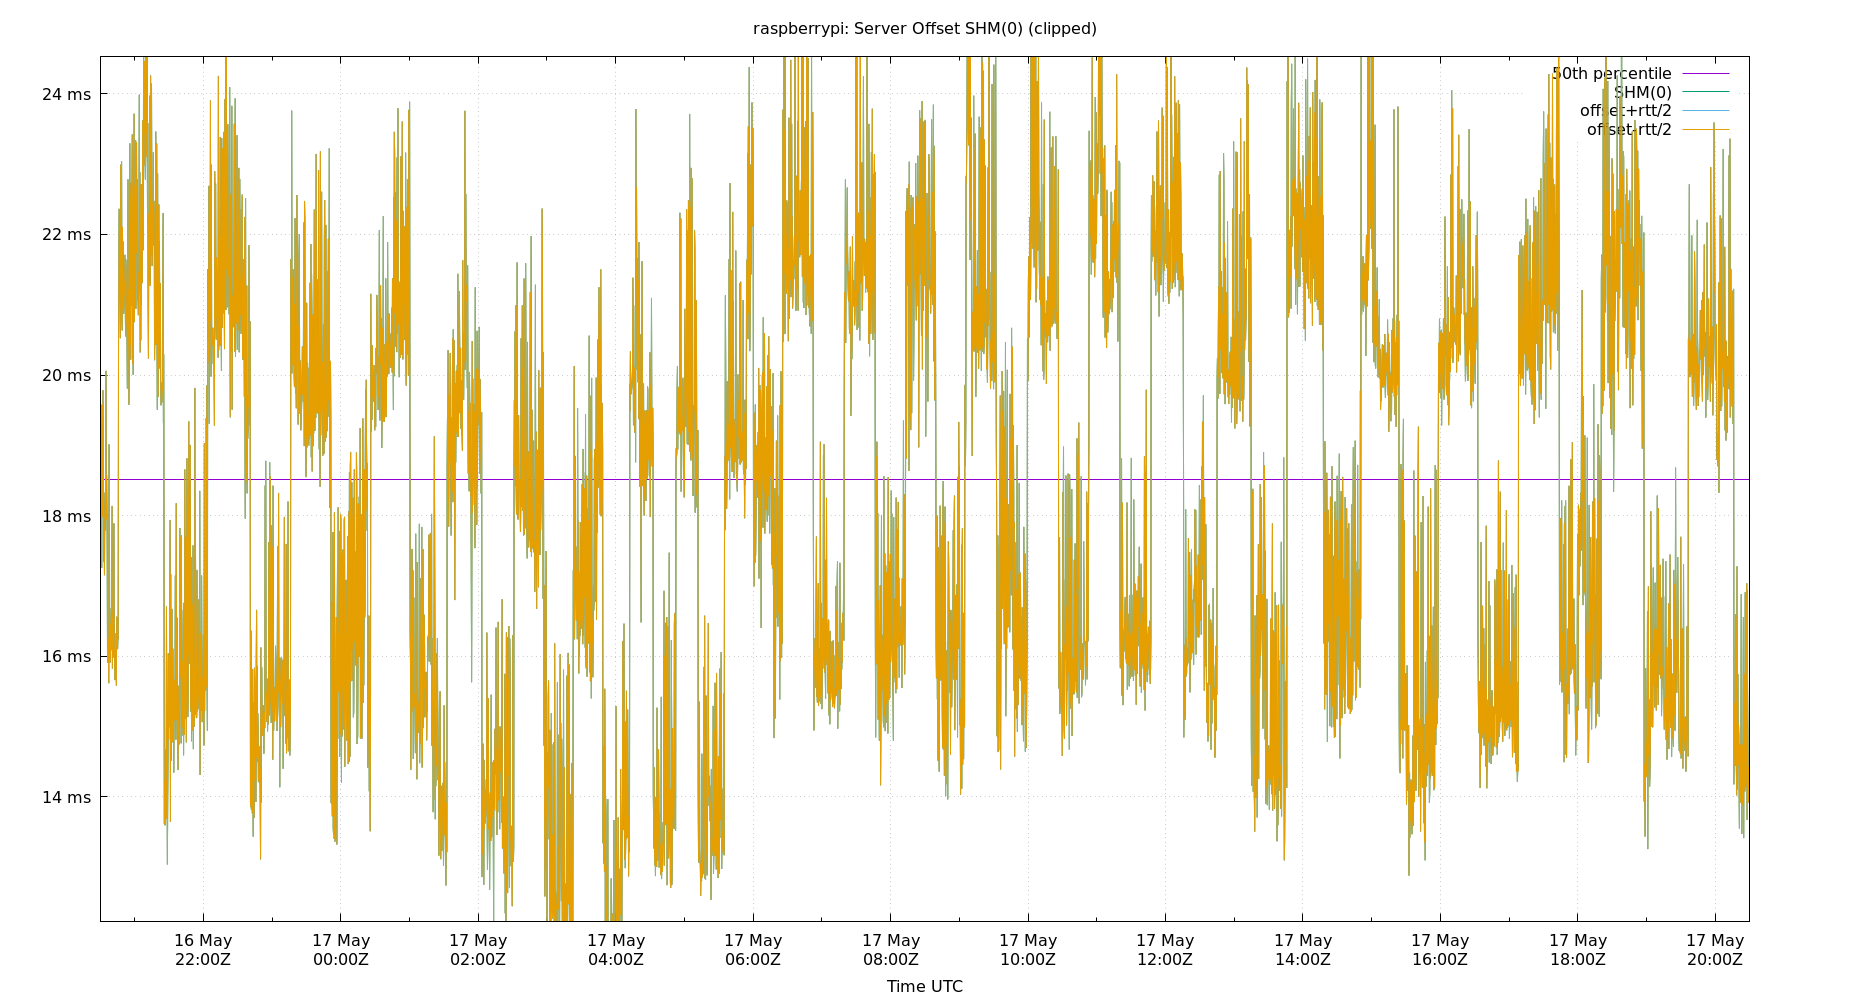 raspberrypi: Server Offset SHM(0) (clipped)
50th percentile
SHM(0)
offset+rtt/2
offset-rtt/2
24 ms
22 ms
20 ms
18 ms
16 ms
14 ms
16 May 17 May 17 May 17 May 17 May 17 May 17 May 17 May 17 May 17 May 17 May 17 May
22:00Z 00:00Z 02:00Z 04:00Z 06:00Z 08:00Z 10:00Z 12:00Z 14:00Z 16:00Z 18:00Z 20:00Z
Time UTC